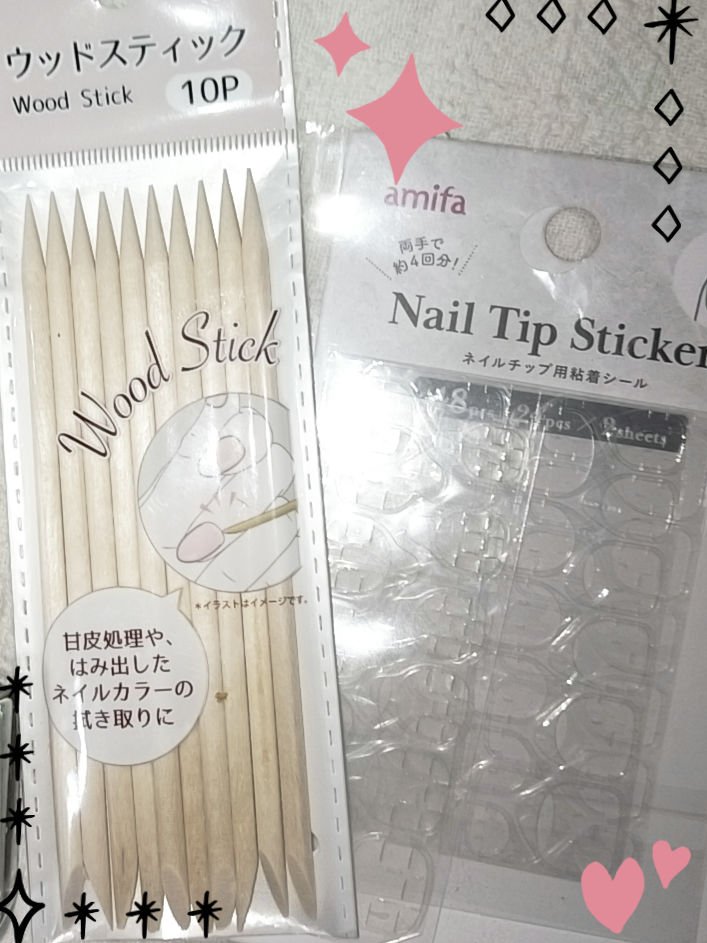 ウッドスティック
Wood Stick
10P
Wood Stick
*イラストはイメージです。
甘皮処理や、
はみ出した
ネイルカラーの
拭き取りに
amifa
両手で
約4回分!
Nail Tip Sticker
ネイルチップ用粘着シール
sheets